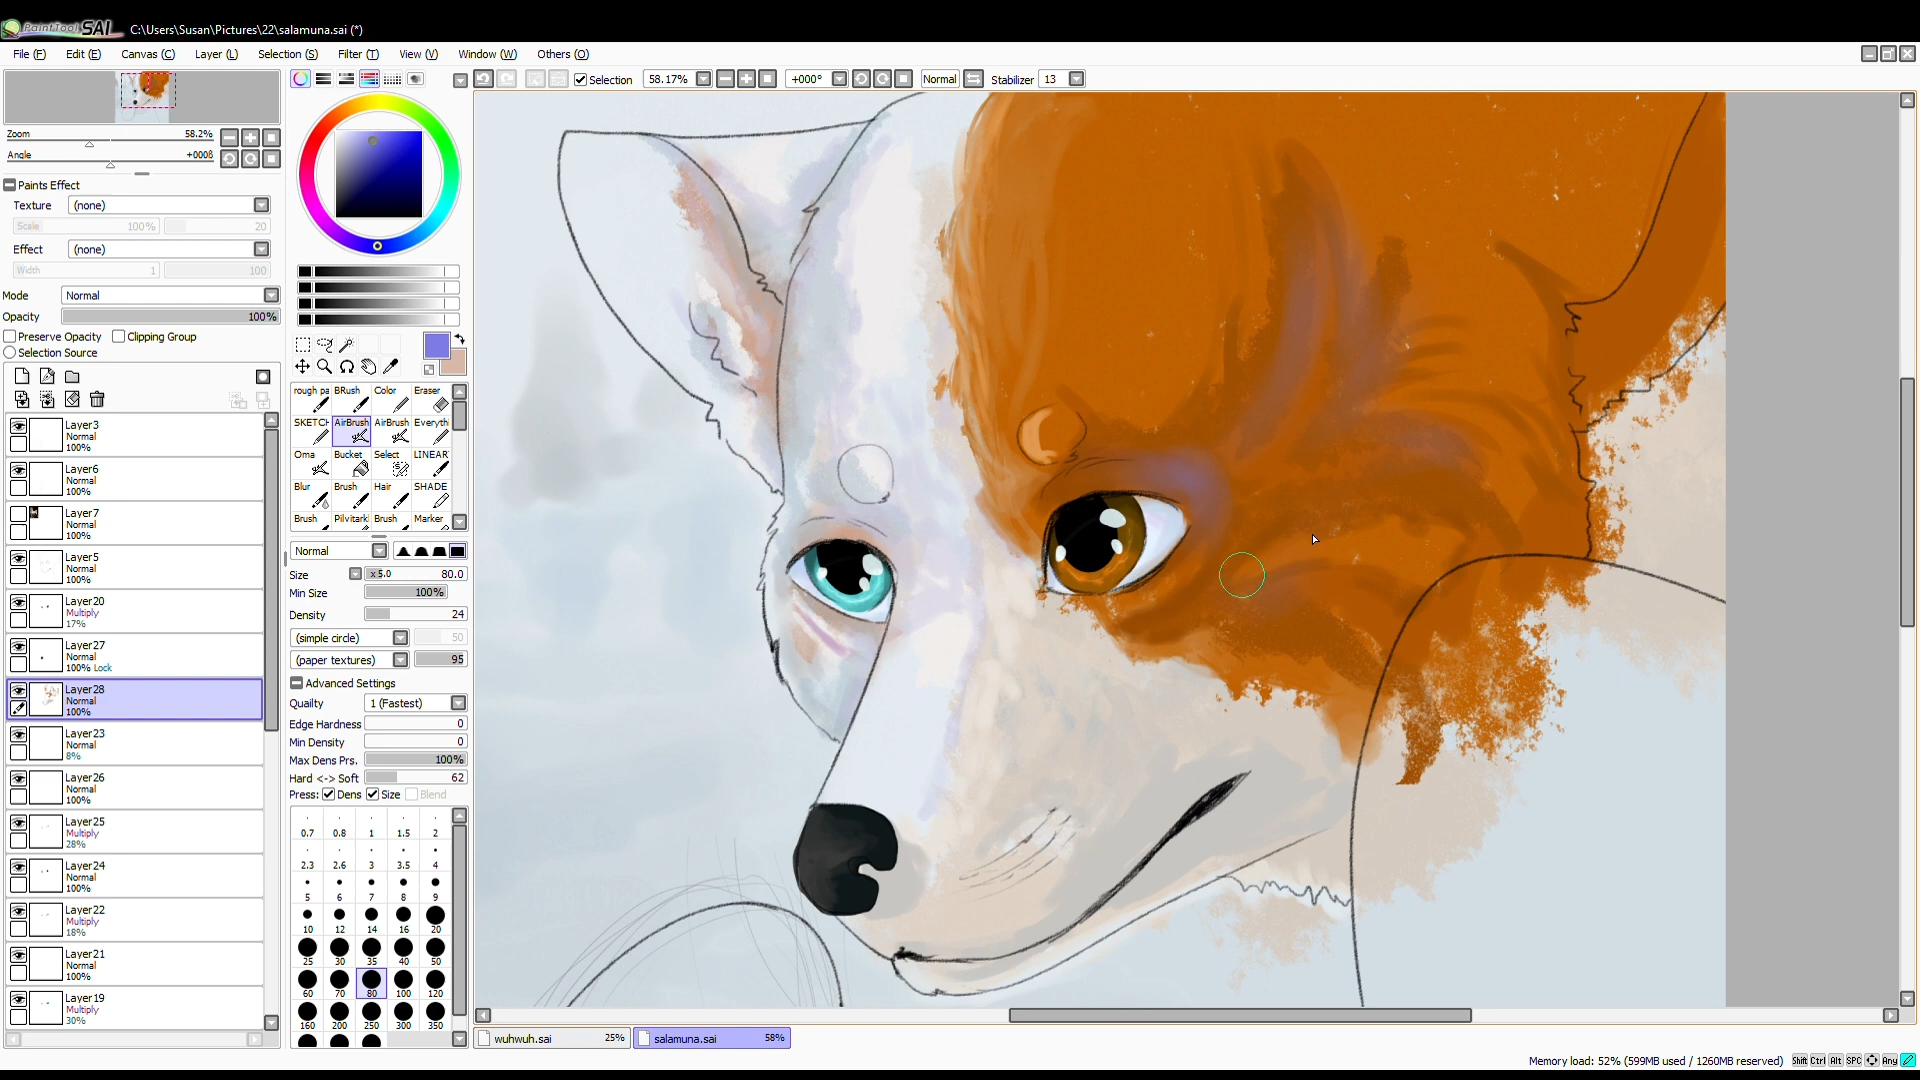 PaintTool SAI C:\Users\Susan\Pictures\22\salamuna.sai (*)
File (F) Edit (E) Canvas (C) Layer (L) Selection (S) Filter (T) View (V) Window (W) Others (O)
Selection 58.17% +000° Normal Stabilizer 13
Zoom 58.2%
Angle +000ß
Paints Effect
Texture (none)
Scale 100% 20
Effect (none)
Width 1 100
Mode Normal
Opacity 100%
Preserve Opacity Clipping Group
Selection Source
Layer3
Normal
100%
Layer6
Normal
100%
Layer7
Normal
100%
Layer5
Normal
100%
Layer20
Multiply
17%
Layer27
Normal
100% Lock
Layer28
Normal
100%
Layer23
Normal
8%
Layer26
Normal
100%
Layer25
Multiply
28%
Layer24
Normal
100%
Layer22
Multiply
18%
Layer21
Normal
100%
Layer19
Multiply
30%
rough pa BRush Color Eraser
SKETCH AirBrush AirBrush Everyth
Oma Bucket Select LINEAR
Blur Brush Hair SHADE
Brush Pilvitark Brush Marker
Normal
Size x5.0 80.0
Min Size 100%
Density 24
(simple circle) 50
(paper textures) 95
Advanced Settings
Quailty 1 (Fastest)
Edge Hardness 0
Min Density 0
Max Dens Prs. 100%
Hard <-> Soft 62
Press: Dens Size Blend
0.7 0.8 1 1.5 2
2.3 2.6 3 3.5 4
5 6 7 8 9
10 12 14 16 20
25 30 35 40 50
60 70 80 100 120
160 200 250 300 350
wuhwuh.sai 25% salamuna.sai 58%
Memory load: 52% (599MB used / 1260MB reserved) Shift Ctrl Alt SPC Any